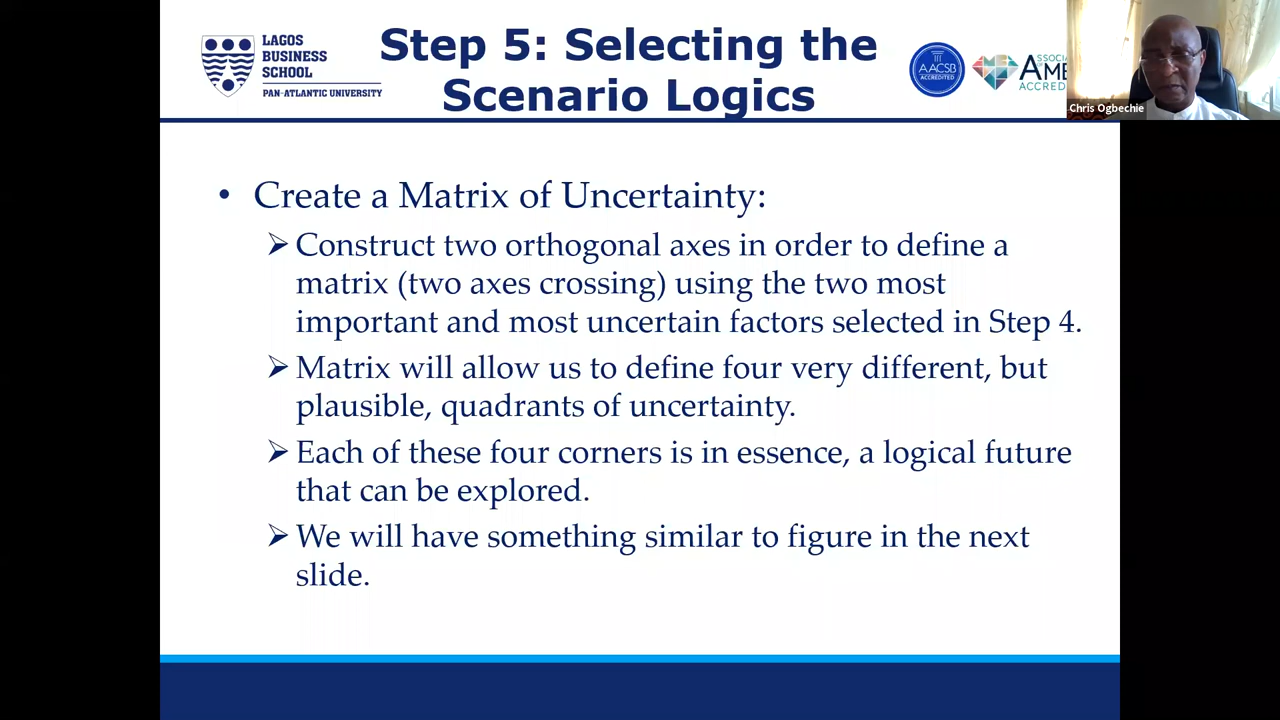 LAGOS
BUSINESS
SCHOOL
PAN-ATLANTIC UNIVERSITY
Step 5: Selecting the
Scenario Logics
AACSB
ACCREDITED
Chris Ogbechie
• Create a Matrix of Uncertainty:
➢ Construct two orthogonal axes in order to define a
matrix (two axes crossing) using the two most
important and most uncertain factors selected in Step 4.
➢ Matrix will allow us to define four very different, but
plausible, quadrants of uncertainty.
➢ Each of these four corners is in essence, a logical future
that can be explored.
➢ We will have something similar to figure in the next
slide.